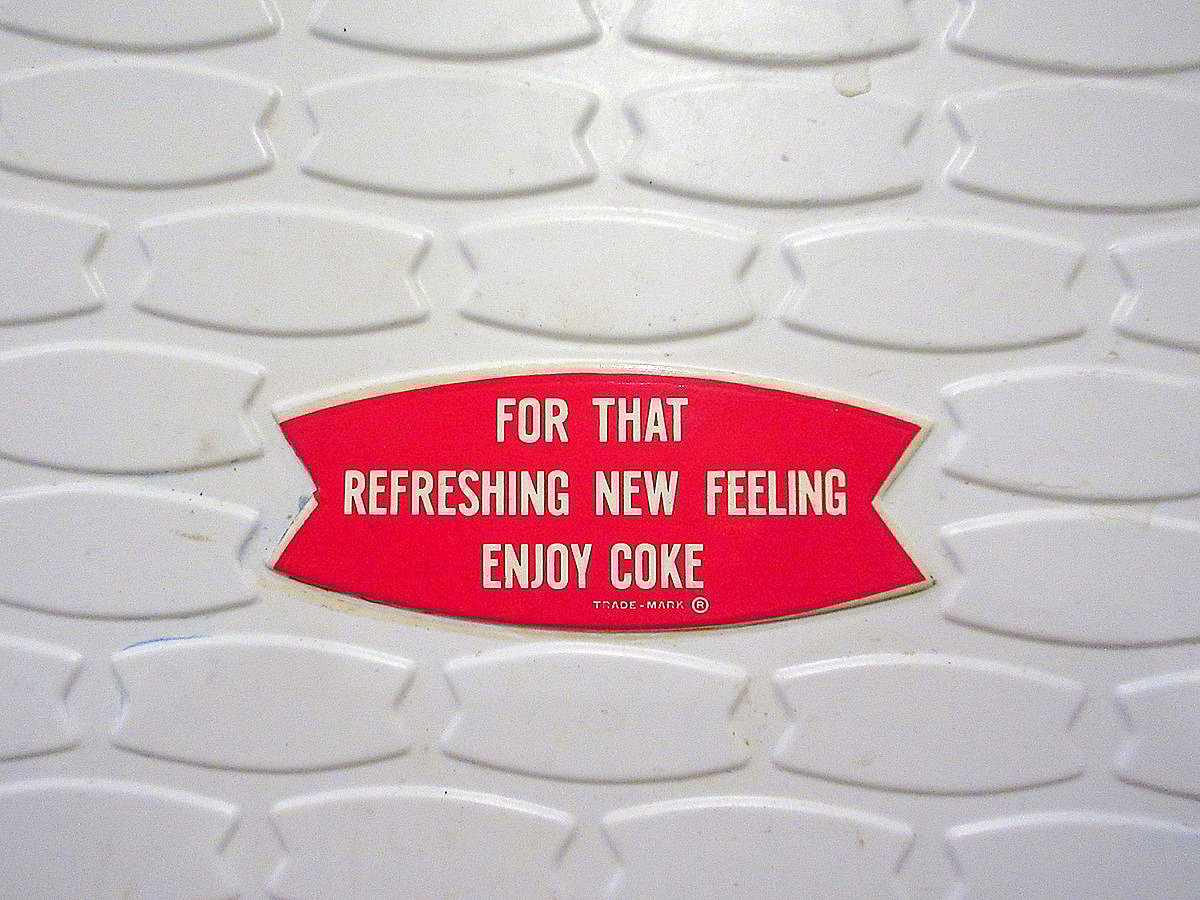 FOR THAT
REFRESHING NEW FEELING
ENJOY COKE
TRADE-MARK ®